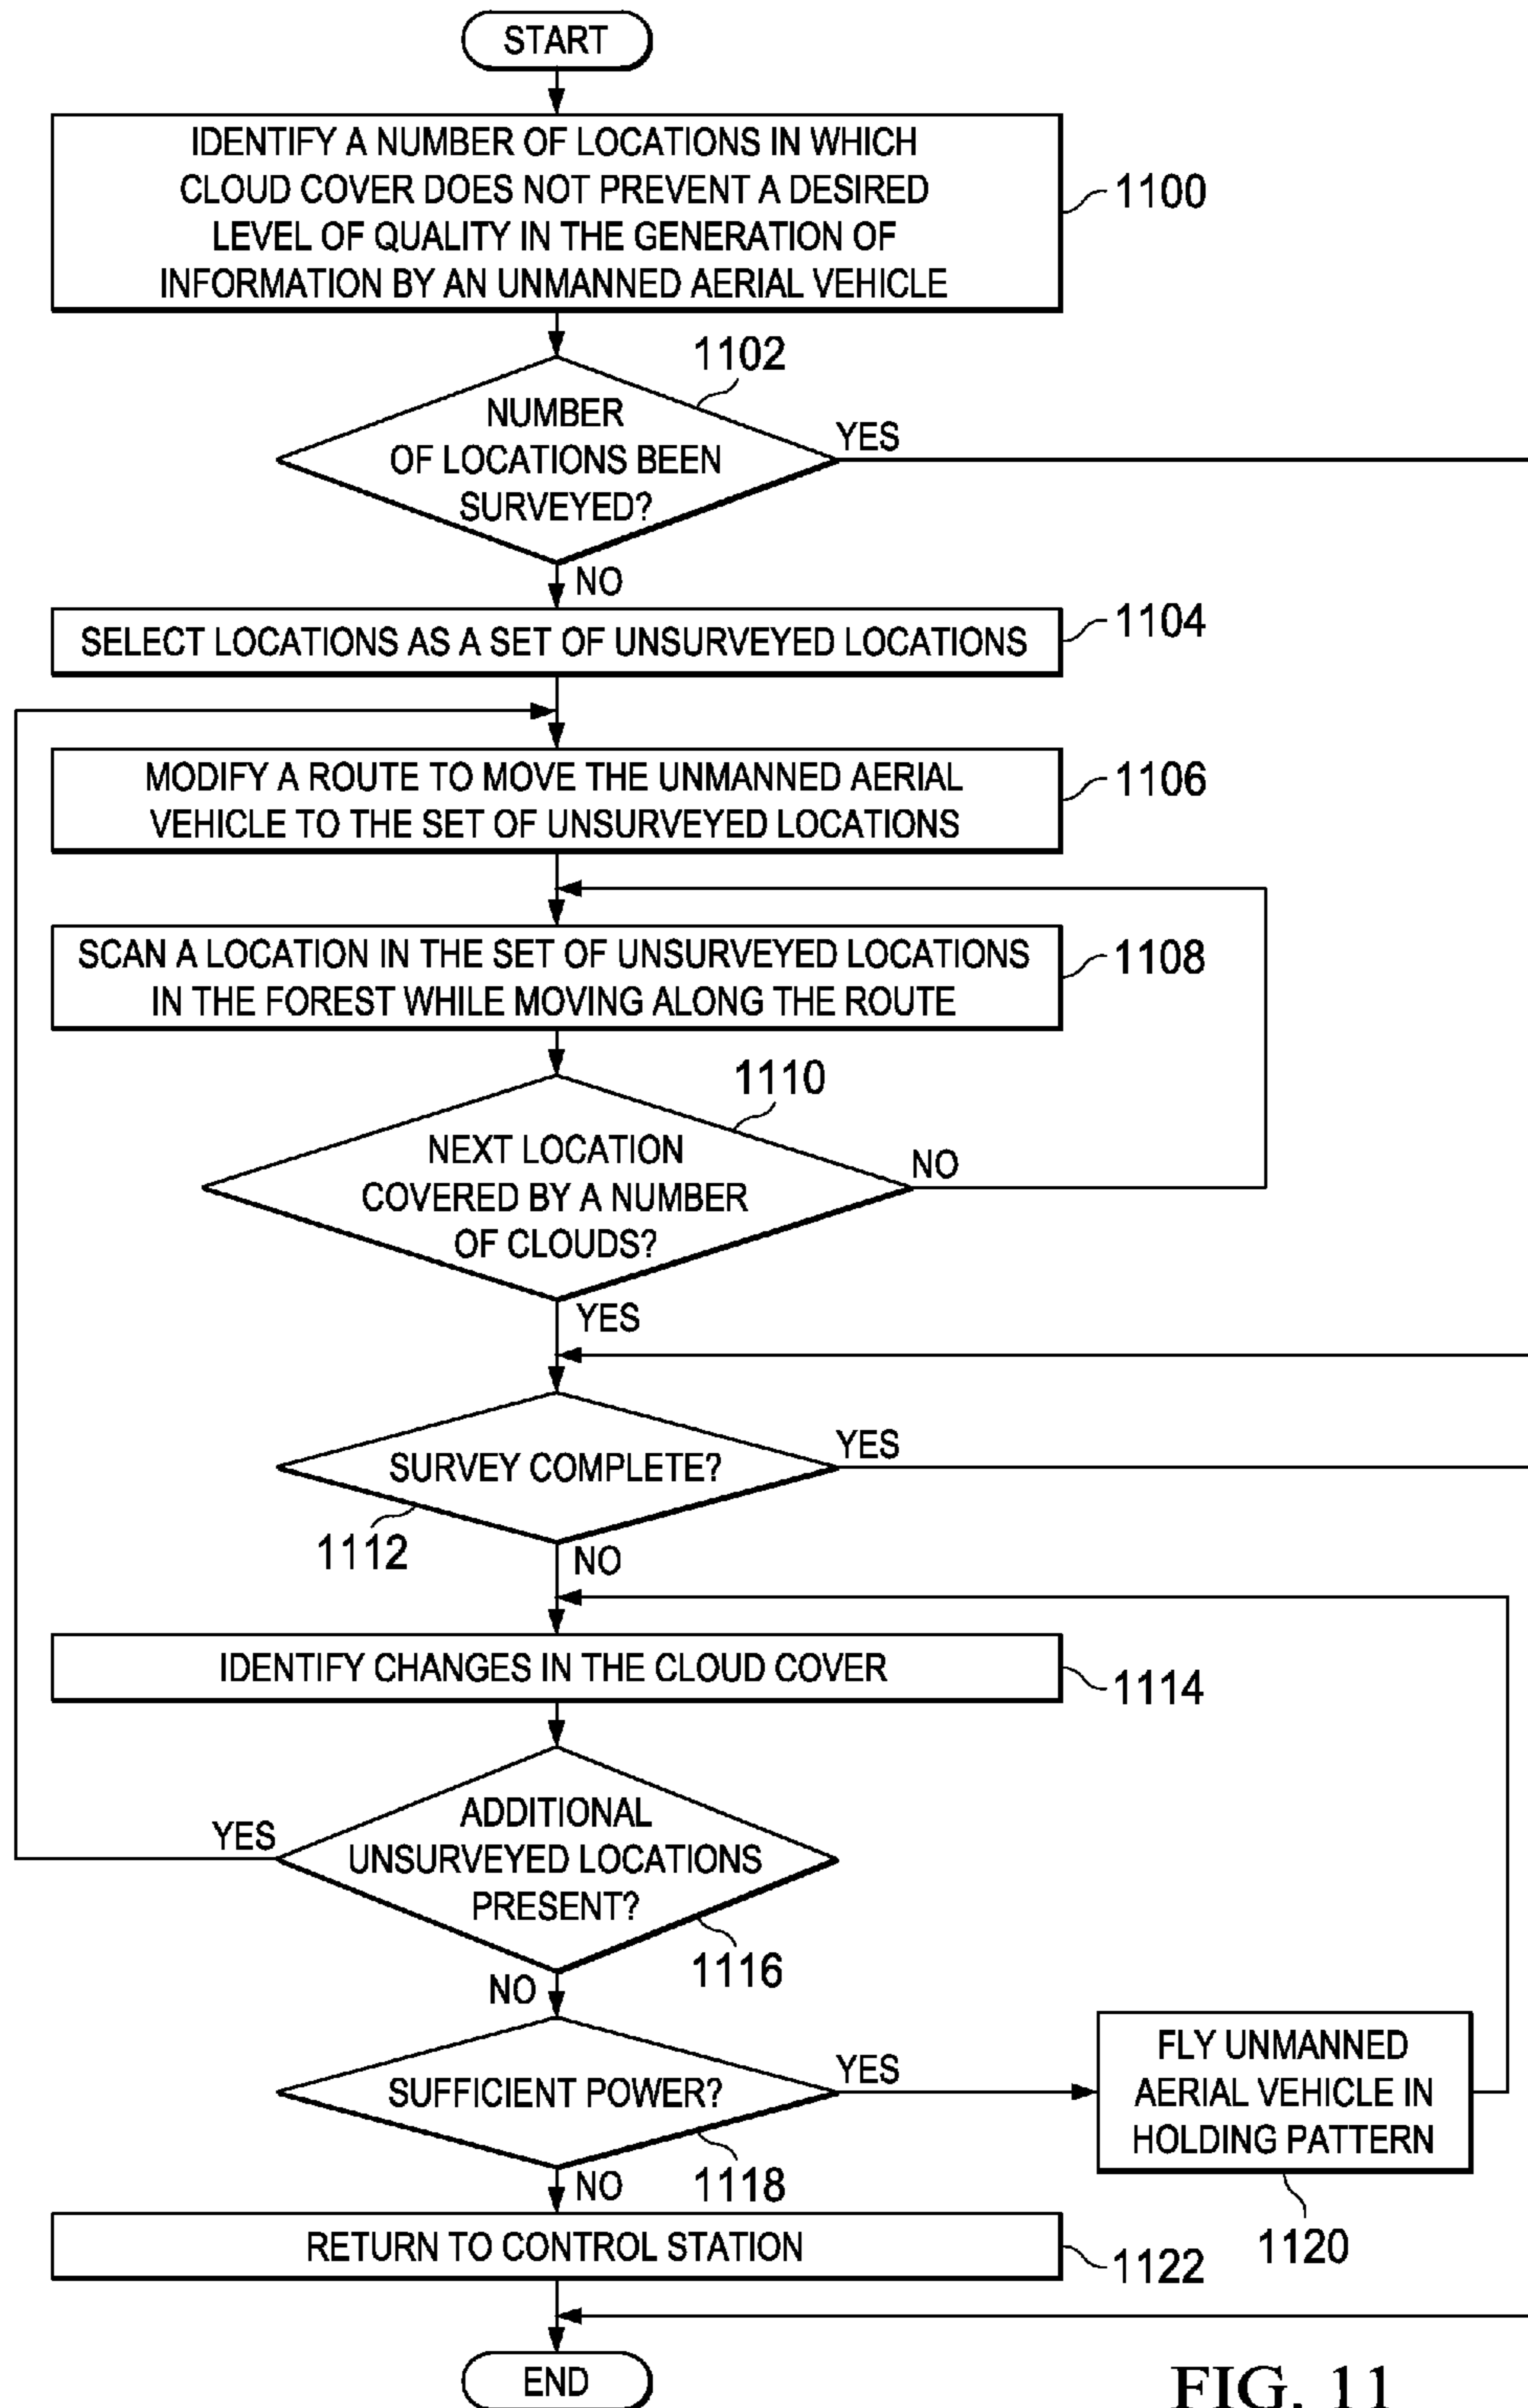 START
IDENTIFY A NUMBER OF LOCATIONS IN WHICH
CLOUD COVER DOES NOT PREVENT A DESIRED
LEVEL OF QUALITY IN THE GENERATION OF
INFORMATION BY AN UNMANNED AERIAL VEHICLE
1100
1102
NUMBER
OF LOCATIONS BEEN
SURVEYED?
YES
NO
SELECT LOCATIONS AS A SET OF UNSURVEYED LOCATIONS
1104
MODIFY A ROUTE TO MOVE THE UNMANNED AERIAL
VEHICLE TO THE SET OF UNSURVEYED LOCATIONS
1106
SCAN A LOCATION IN THE SET OF UNSURVEYED LOCATIONS
IN THE FOREST WHILE MOVING ALONG THE ROUTE
1108
1110
NEXT LOCATION
COVERED BY A NUMBER
OF CLOUDS?
NO
YES
SURVEY COMPLETE?
YES
1112
NO
IDENTIFY CHANGES IN THE CLOUD COVER
1114
ADDITIONAL
UNSURVEYED LOCATIONS
PRESENT?
YES
1116
NO
SUFFICIENT POWER?
YES
1118
NO
FLY UNMANNED
AERIAL VEHICLE IN
HOLDING PATTERN
1120
RETURN TO CONTROL STATION
1122
END
FIG. 11